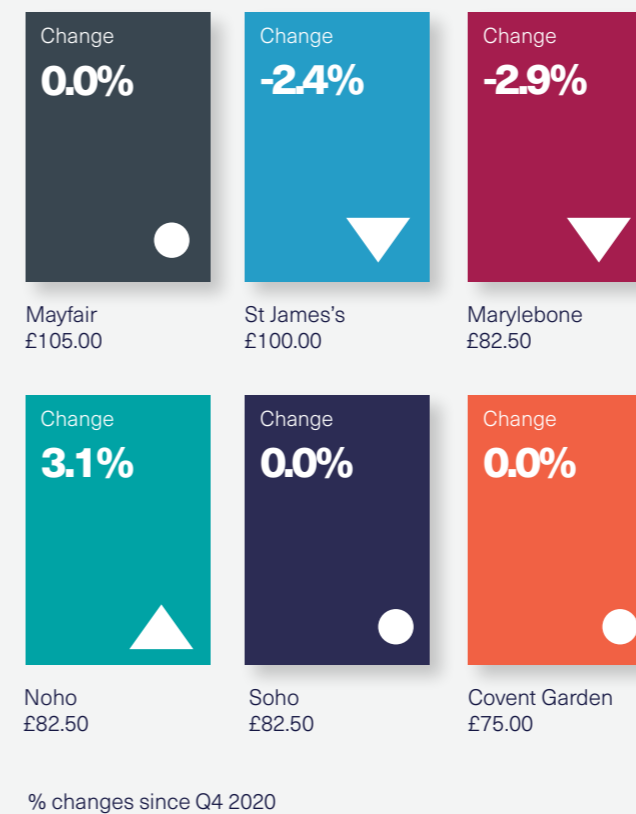 Change
0.0%
Mayfair
£105.00
Change
-2.4%
St James's
£100.00
Change
-2.9%
Marylebone
£82.50
Change
3.1%
Noho
£82.50
Change
0.0%
Soho
£82.50
Change
0.0%
Covent Garden
£75.00
% changes since Q4 2020